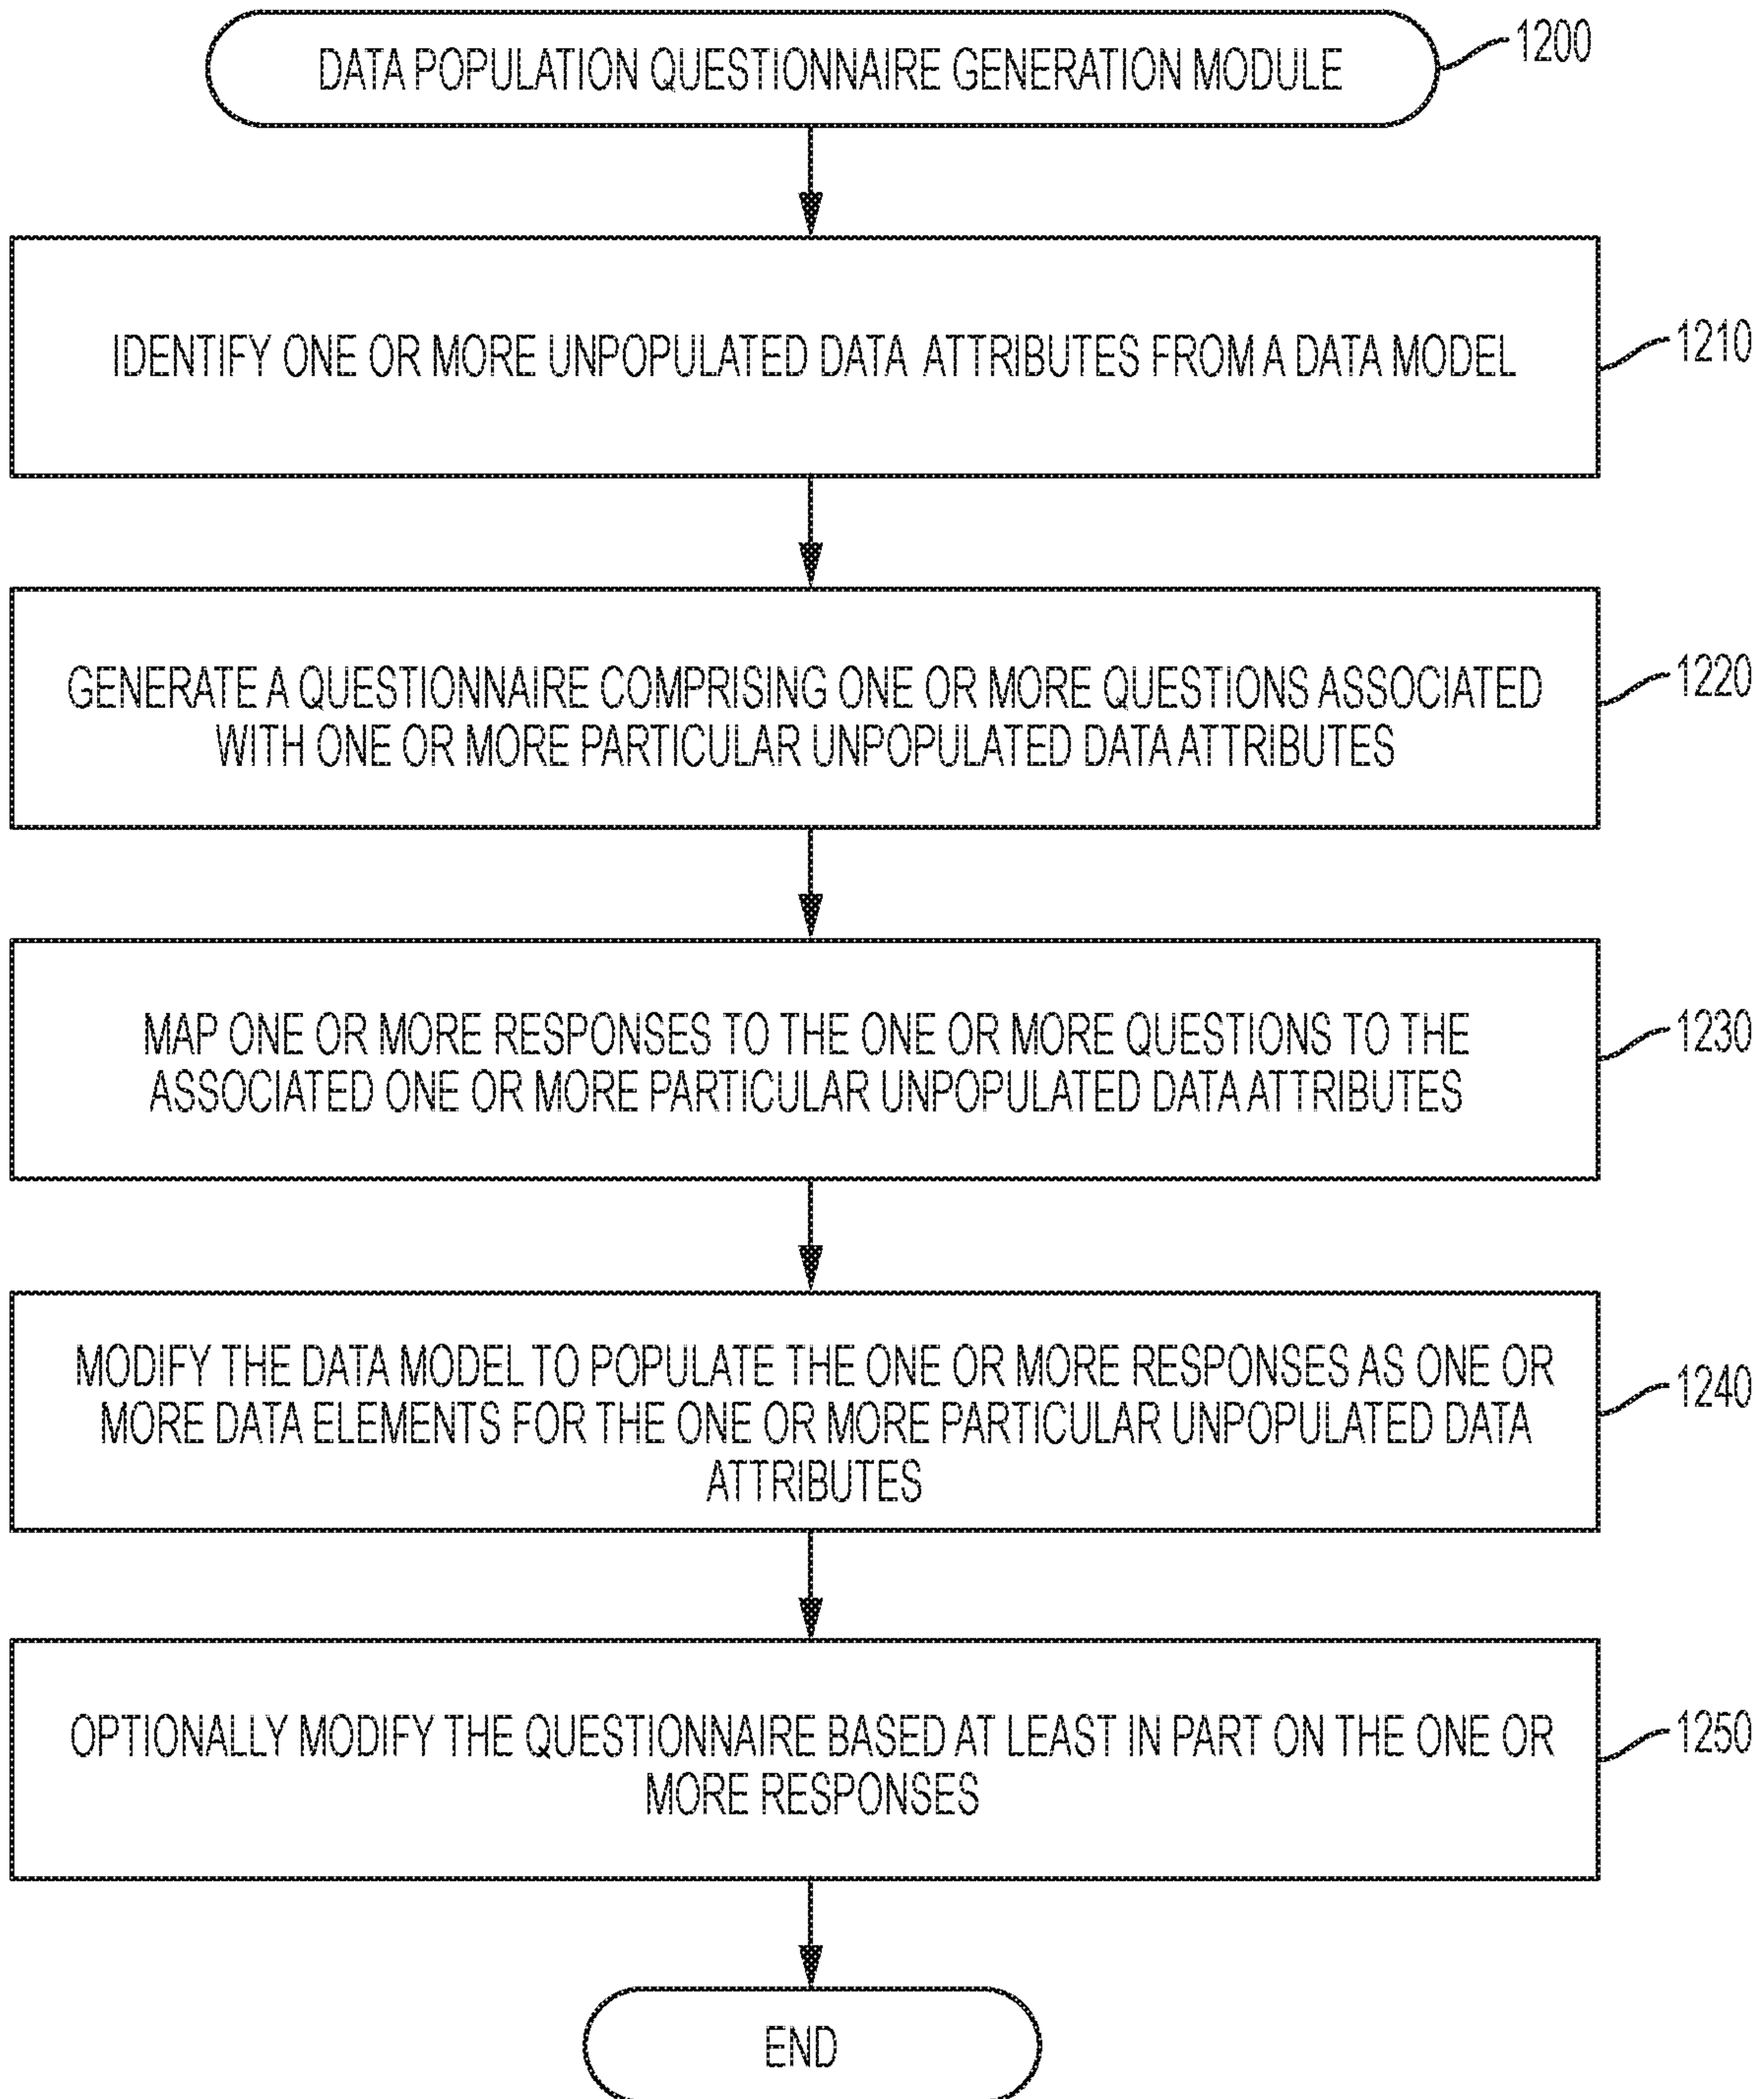 DATA POPULATION QUESTIONNAIRE GENERATION MODULE
1200
IDENTIFY ONE OR MORE UNPOPULATED DATA ATTRIBUTES FROM A DATA MODEL
1210
GENERATE A QUESTIONNAIRE COMPRISING ONE OR MORE QUESTIONS ASSOCIATED
WITH ONE OR MORE PARTICULAR UNPOPULATED DATA ATTRIBUTES
1220
MAP ONE OR MORE RESPONSES TO THE ONE OR MORE QUESTIONS TO THE
ASSOCIATED ONE OR MORE PARTICULAR UNPOPULATED DATA ATTRIBUTES
1230
MODIFY THE DATA MODEL TO POPULATE THE ONE OR MORE RESPONSES AS ONE OR
MORE DATA ELEMENTS FOR THE ONE OR MORE PARTICULAR UNPOPULATED DATA
ATTRIBUTES
1240
OPTIONALLY MODIFY THE QUESTIONNAIRE BASED AT LEAST IN PART ON THE ONE OR
MORE RESPONSES
1250
END